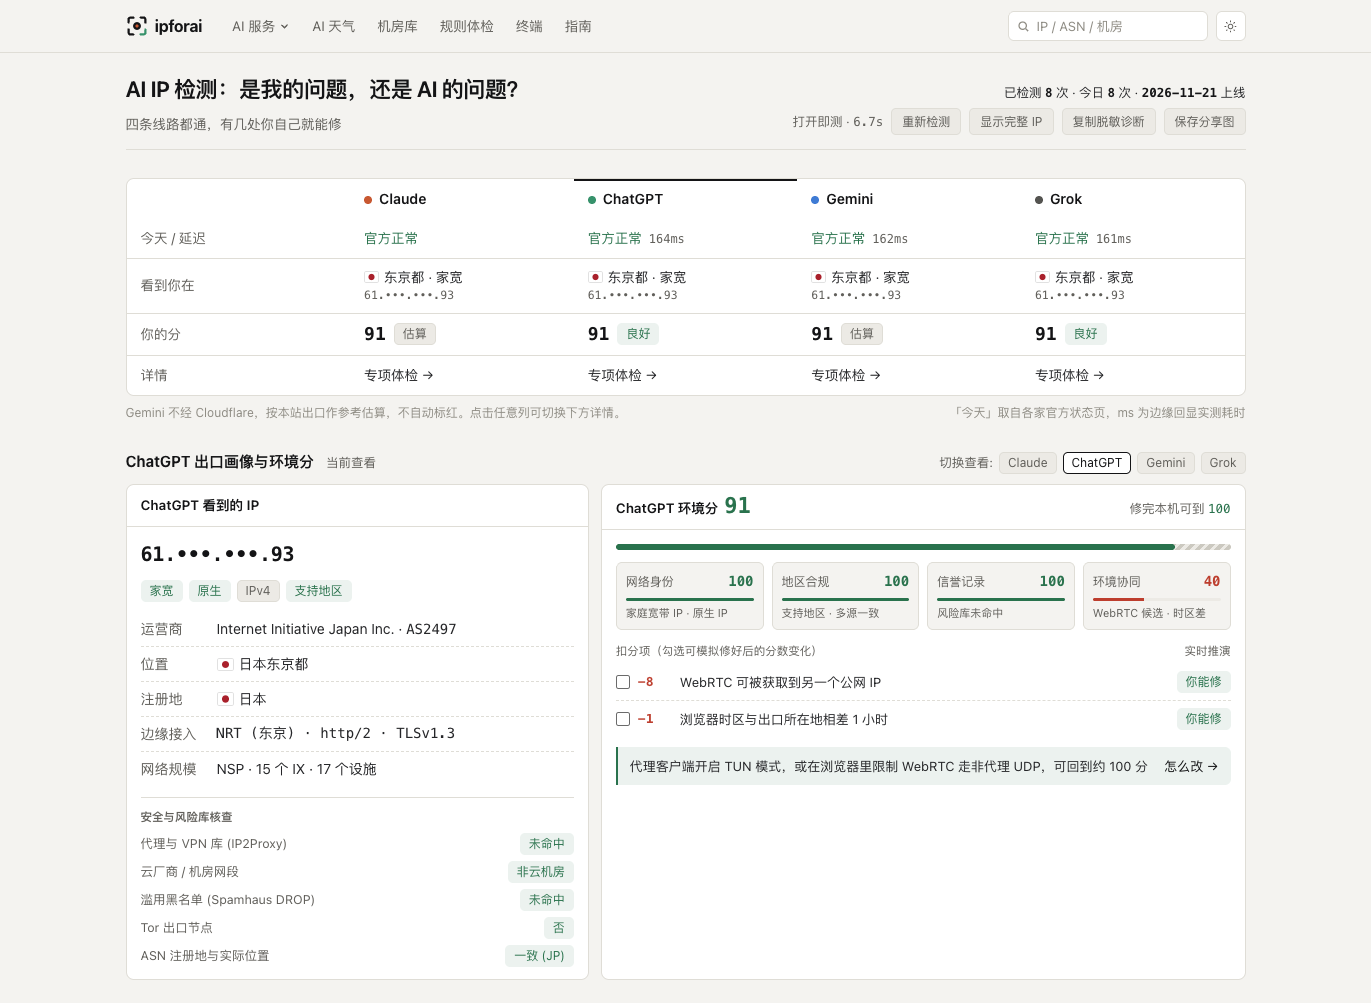 ipforai AI 服务 AI 天气 机房库 规则体检 终端 指南 IP / ASN / 机房
AI IP 检测：是我的问题，还是 AI 的问题？
已检测 8 次 · 今日 8 次 · 2026-11-21 上线
四条线路都通，有几处你自己就能修
打开即测 · 6.7s 重新检测 显示完整 IP 复制脱敏诊断 保存分享图
Claude ChatGPT Gemini Grok
今天 / 延迟 官方正常 官方正常 164ms 官方正常 162ms 官方正常 161ms
看到你在 东京都 · 家宽 东京都 · 家宽 东京都 · 家宽 东京都 · 家宽
61.•••.•••.93 61.•••.•••.93 61.•••.•••.93 61.•••.•••.93
你的分 91 估算 91 良好 91 估算 91 良好
详情 专项体检 → 专项体检 → 专项体检 → 专项体检 →
Gemini 不经 Cloudflare，按本站出口作参考估算，不自动标红。点击任意列可切换下方详情。
「今天」取自各家官方状态页，ms 为边缘回显实测耗时
ChatGPT 出口画像与环境分 当前查看
切换查看: Claude ChatGPT Gemini Grok
ChatGPT 看到的 IP
61.•••.•••.93
家宽 原生 IPv4 支持地区
运营商 Internet Initiative Japan Inc. · AS2497
位置 日本东京都
注册地 日本
边缘接入 NRT (东京) · http/2 · TLSv1.3
网络规模 NSP · 15 个 IX · 17 个设施
安全与风险库核查
代理与 VPN 库 (IP2Proxy) 未命中
云厂商 / 机房网段 非云机房
滥用黑名单 (Spamhaus DROP) 未命中
Tor 出口节点 否
ASN 注册地与实际位置 一致 (JP)
ChatGPT 环境分 91 修完本机可到 100
网络身份 100 地区合规 100 信誉记录 100 环境协同 40
家庭宽带 IP · 原生 IP 支持地区 · 多源一致 风险库未命中 WebRTC 候选 · 时区差
扣分项（勾选可模拟修好后的分数变化） 实时推演
−8 WebRTC 可被获取到另一个公网 IP 你能修
−1 浏览器时区与出口所在地相差 1 小时 你能修
代理客户端开启 TUN 模式，或在浏览器里限制 WebRTC 走非代理 UDP，可回到约 100 分 怎么改 →